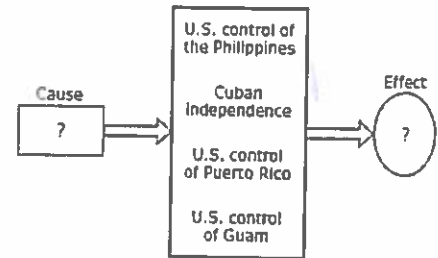 Cause
?
U.S. control of
the Philippines
Cuban
Independence
U.S. control
of Puerto Rico
U.S. control
of Guam
Effect
?